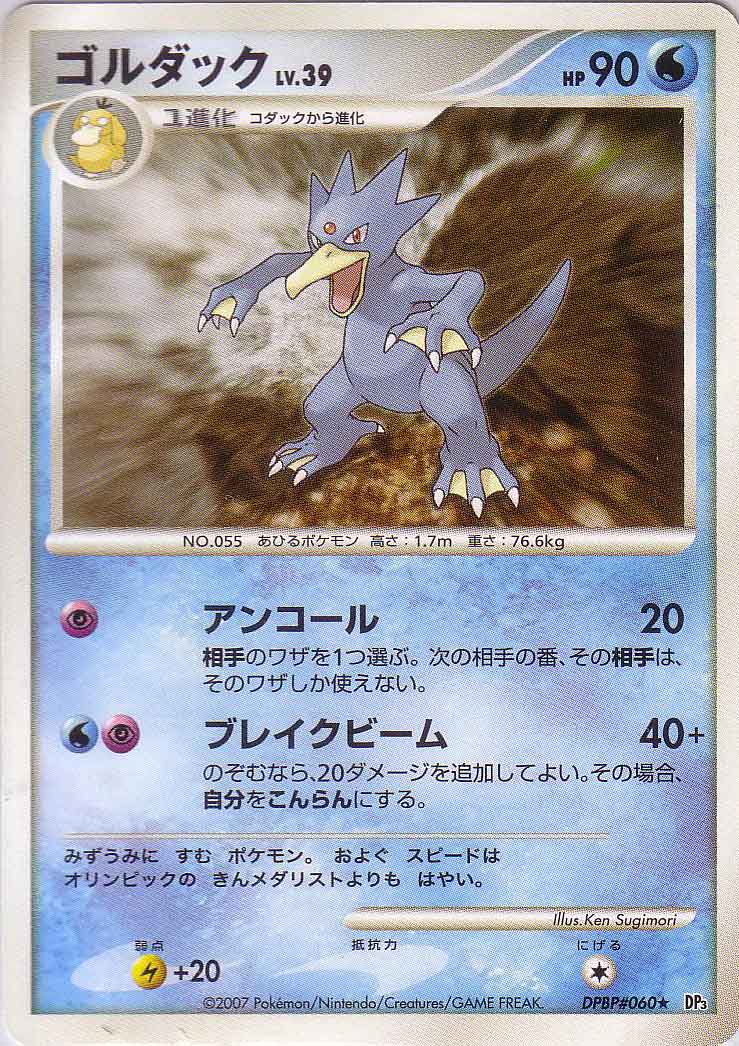 ゴルダック LV.39 HP 90
1進化 コダックから進化
NO.055 あひるポケモン 高さ:1.7m 重さ:76.6kg
アンコール 20
相手のワザを1つ選ぶ。次の相手の番、その相手は、
そのワザしか使えない。
ブレイクビーム 40+
のぞむなら、20ダメージを追加してよい。その場合、
自分をこんらんにする。
みずうみに すむ ポケモン。 およぐ スピードは
オリンピックの きんメダリストよりも はやい。
Illus.Ken Sugimori
弱点 抵抗力 にげる
+20
©2007 Pokémon/Nintendo/Creatures/GAME FREAK.
DPBP#060★ DP3